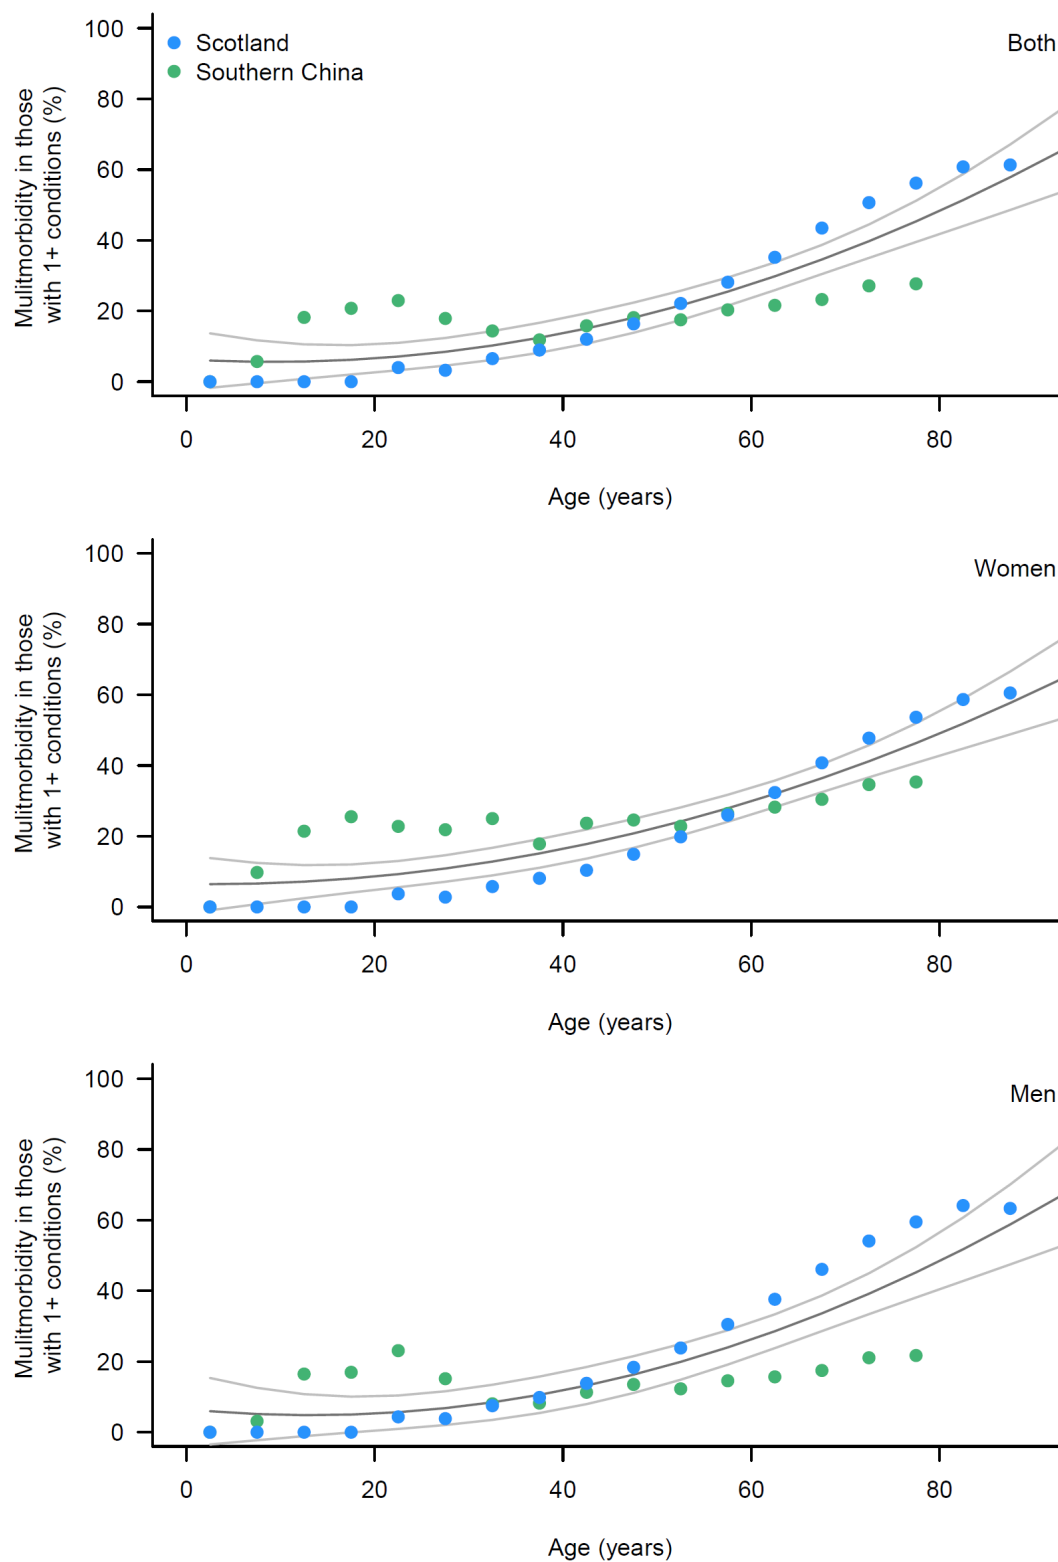 100
80
60
40
20
0
Mulitmorbidity in those
with 1+ conditions (%)
Scotland
Southern China
Both
0 20 40 60 80
Age (years)
100
80
60
40
20
0
Mulitmorbidity in those
with 1+ conditions (%)
Women
0 20 40 60 80
Age (years)
100
80
60
40
20
0
Mulitmorbidity in those
with 1+ conditions (%)
Men
0 20 40 60 80
Age (years)